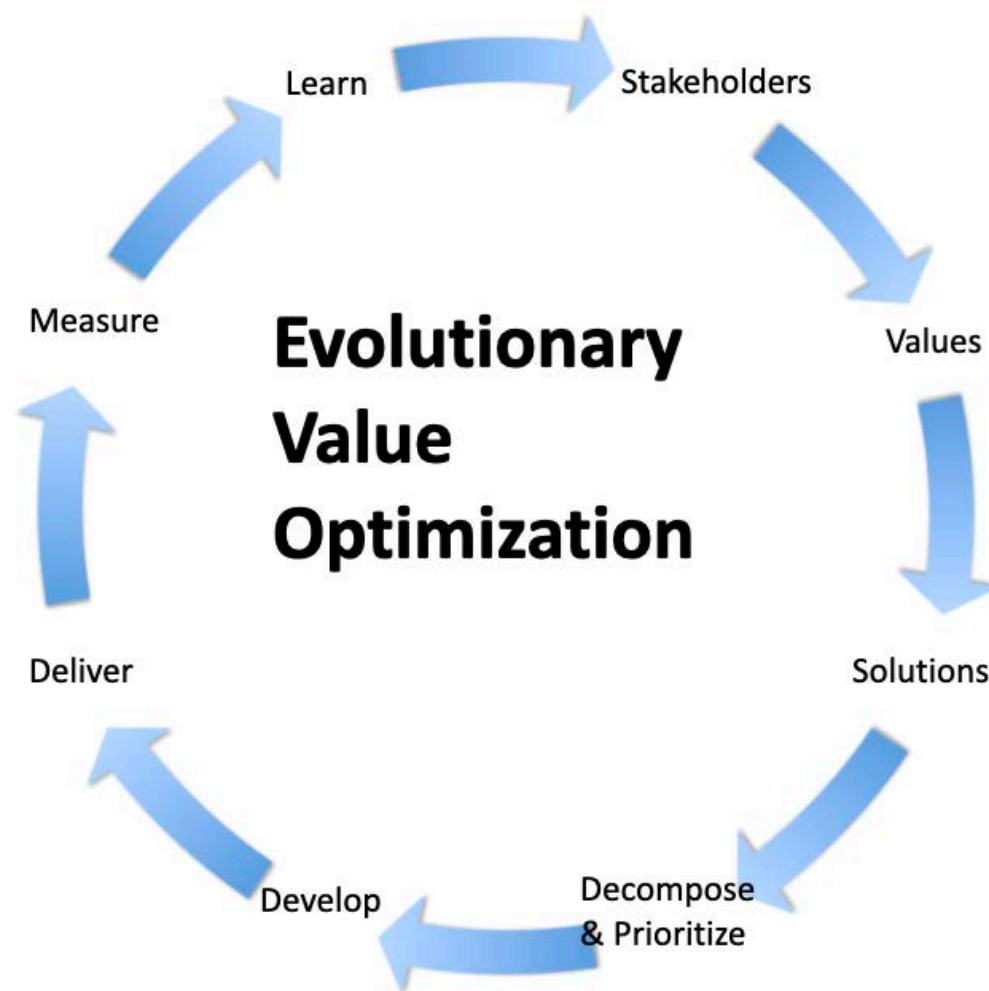 Learn
Stakeholders
Measure
Values
Evolutionary
Value
Optimization
Deliver
Solutions
Develop
Decompose
& Prioritize